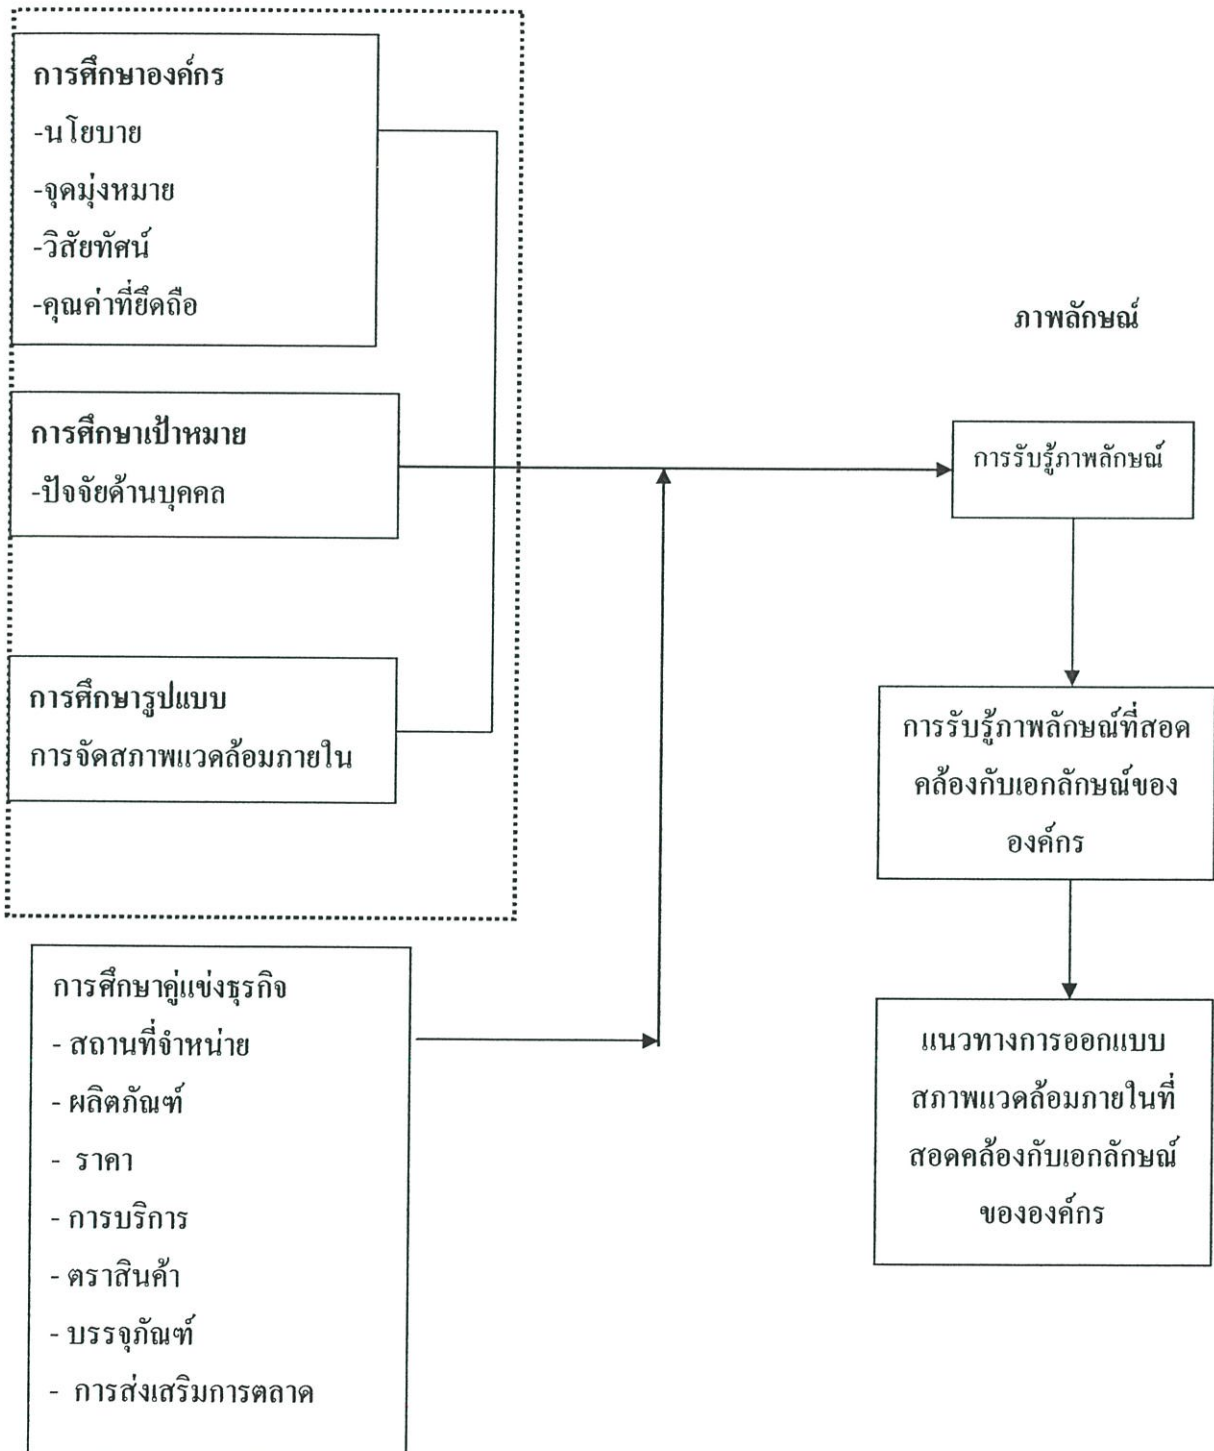 การศึกษาองค์กร
-นโยบาย
-จุดมุ่งหมาย
-วิสัยทัศน์
-คุณค่าที่ยึดถือ
การศึกษาเป้าหมาย
-ปัจจัยด้านบุคคล
การศึกษารูปแบบ
การจัดสภาพแวดล้อมภายใน
การศึกษาคู่แข่งธุรกิจ
- สถานที่จำหน่าย
- ผลิตภัณฑ์
- ราคา
- การบริการ
- ตราสินค้า
- บรรจุภัณฑ์
- การส่งเสริมการตลาด
ภาพลักษณ์
การรับรู้ภาพลักษณ์
การรับรู้ภาพลักษณ์ที่สอด
คล้องกับเอกลักษณ์ของ
องค์กร
แนวทางการออกแบบ
สภาพแวดล้อมภายในที่
สอดคล้องกับเอกลักษณ์
ขององค์กร